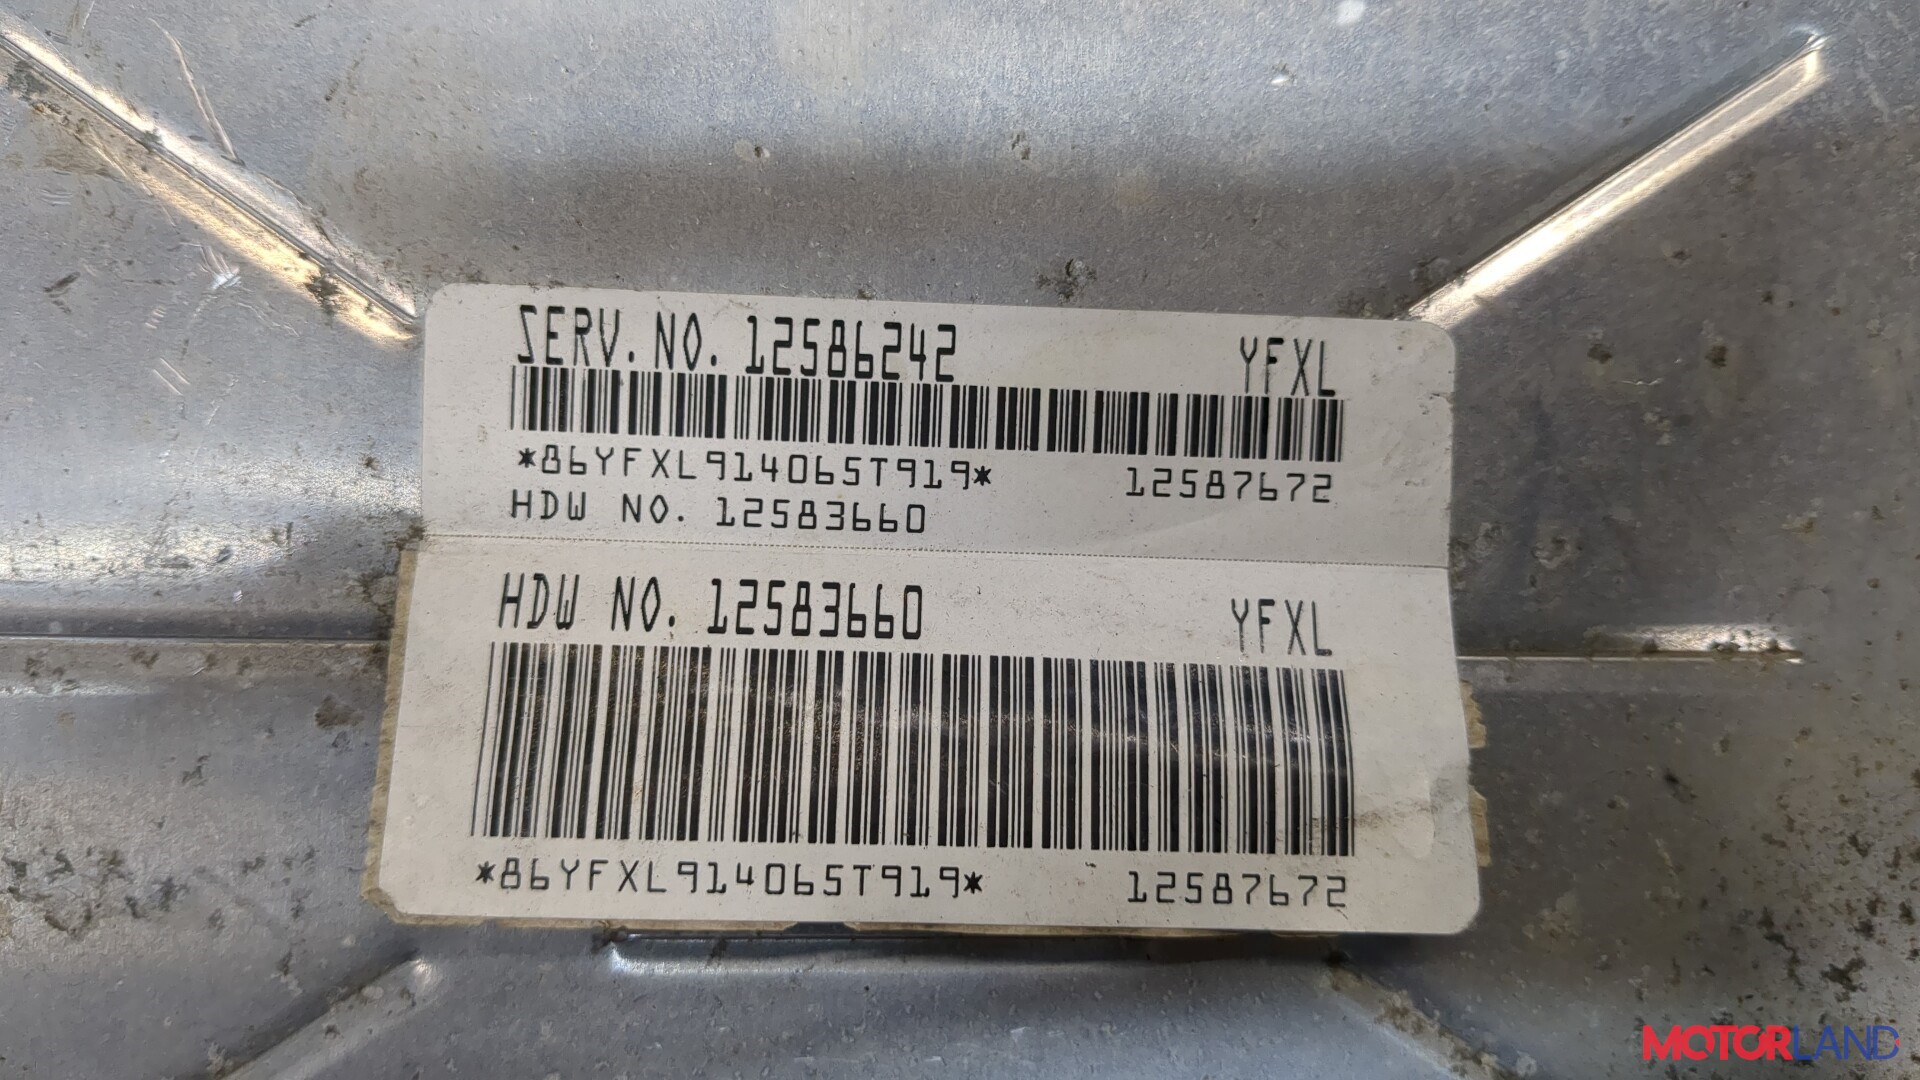 SERV. NO. 12586242 YFXL
*86YFXL914065T919* 12587672
HDW NO. 12583660
HDW NO. 12583660 YFXL
*86YFXL914065T919* 12587672
MOTORLAND